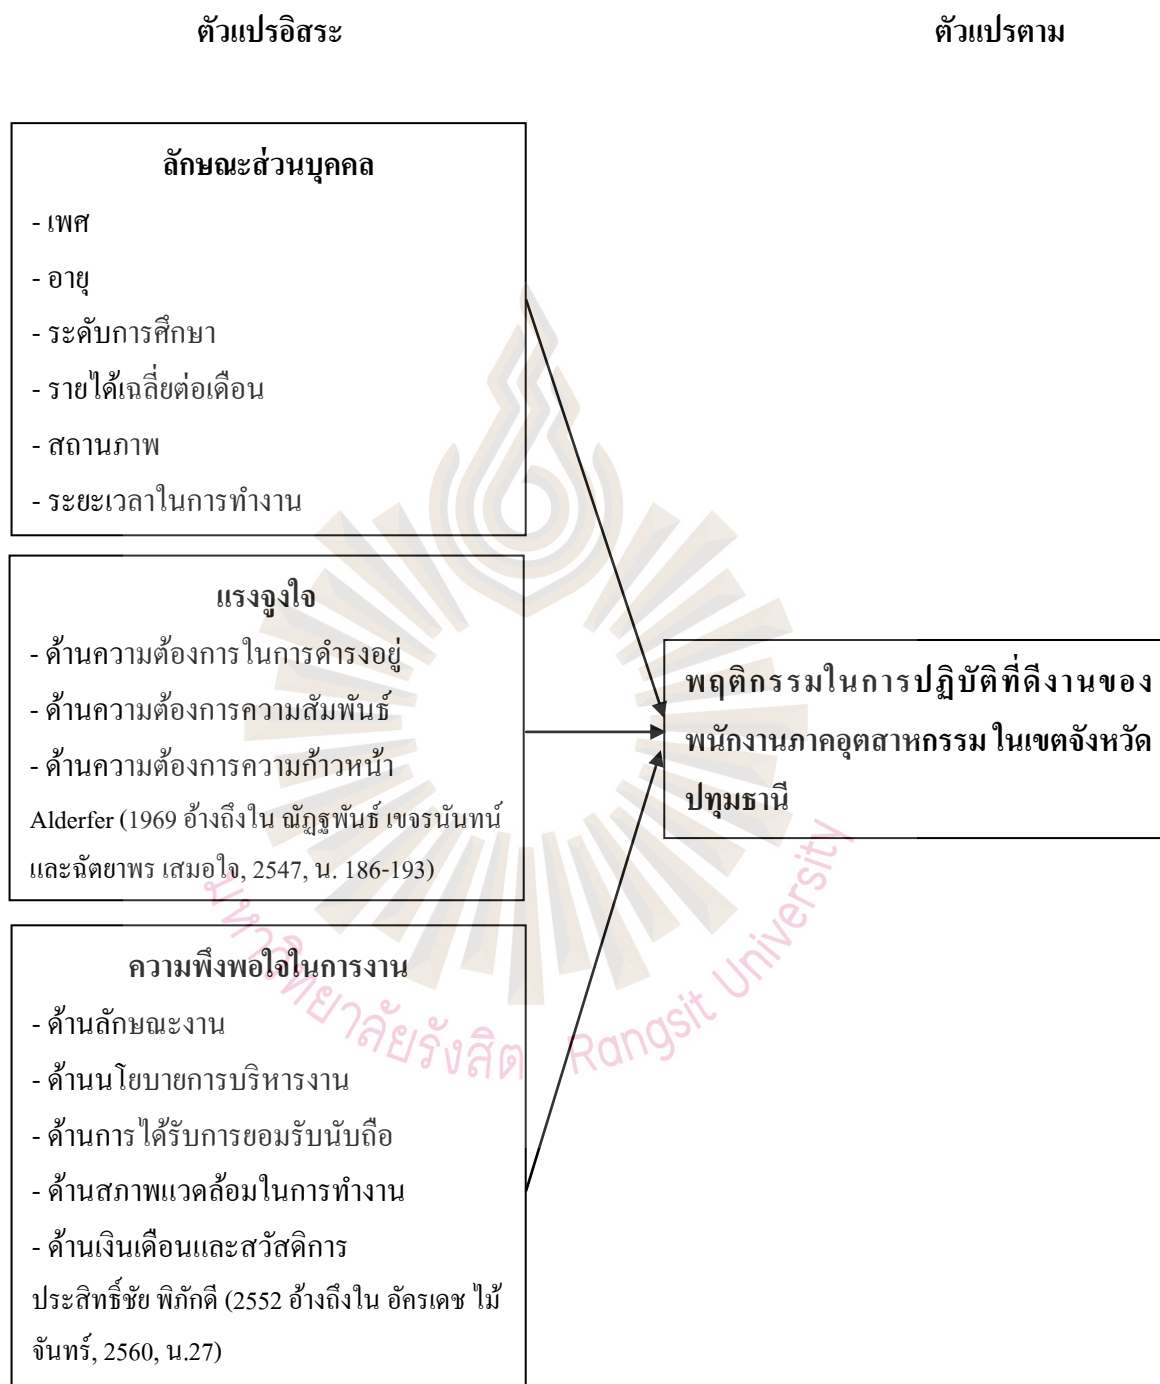 ตัวแปรอิสระ
ตัวแปรตาม
ลักษณะส่วนบุคคล
- เพศ
- อายุ
- ระดับการศึกษา
- รายได้เฉลี่ยต่อเดือน
- สถานภาพ
- ระยะเวลาในการทำงาน
แรงจูงใจ
- ด้านความต้องการในการดำรงอยู่
- ด้านความต้องการความสัมพันธ์
- ด้านความต้องการความก้าวหน้า
Alderfer (1969 อ้างถึงใน ณัฏฐพันธ์ เขจรนันทน์
และฉัตยาพร เสมอใจ, 2547, น. 186-193)
พฤติกรรมในการปฏิบัติที่ดีงานของ
พนักงานภาคอุตสาหกรรม ในเขตจังหวัด
ปทุมธานี
ความพึงพอใจในการงาน
- ด้านลักษณะงาน
- ด้านนโยบายการบริหารงาน
- ด้านการได้รับการยอมรับนับถือ
- ด้านสภาพแวดล้อมในการทำงาน
- ด้านเงินเดือนและสวัสดิการ
ประสิทธิ์ชัย พิภักดี (2552 อ้างถึงใน อัครเดช ไม้
จันทร์, 2560, น.27)
มหาวิทยาลัยรังสิต Rangsit University